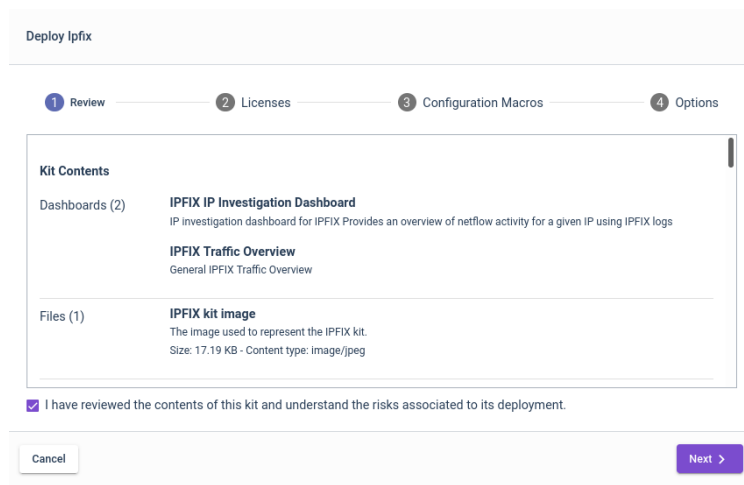 Deploy Ipfix
1 Review
2 Licenses
3 Configuration Macros
4 Options
Kit Contents
Dashboards (2)
IPFIX IP Investigation Dashboard
IP investigation dashboard for IPFIX Provides an overview of netflow activity for a given IP using IPFIX logs
IPFIX Traffic Overview
General IPFIX Traffic Overview
Files (1)
IPFIX kit image
The image used to represent the IPFIX kit.
Size: 17.19 KB - Content type: image/jpeg
I have reviewed the contents of this kit and understand the risks associated to its deployment.
Cancel
Next